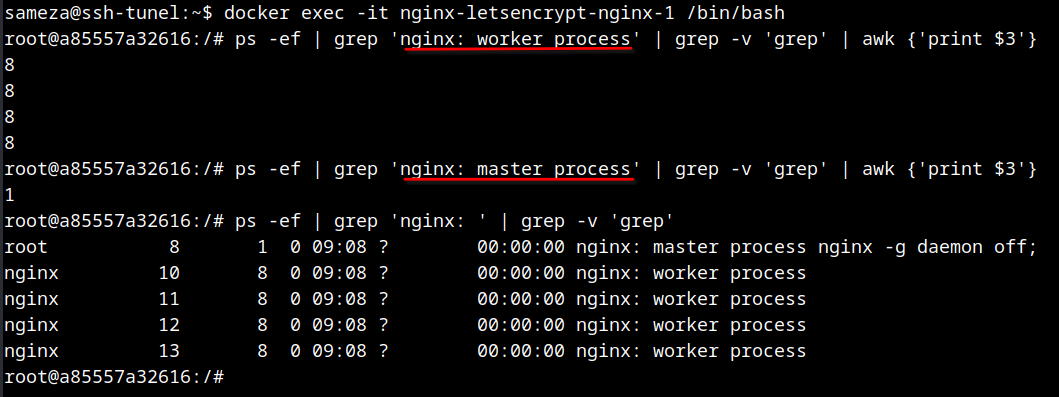 sameza@ssh-tunel:~$ docker exec -it nginx-letsencrypt-nginx-1 /bin/bash
root@a85557a32616:/# ps -ef | grep 'nginx: worker process' | grep -v 'grep' | awk {'print $3'}
8
8
8
8
root@a85557a32616:/# ps -ef | grep 'nginx: master process' | grep -v 'grep' | awk {'print $3'}
1
root@a85557a32616:/# ps -ef | grep 'nginx: ' | grep -v 'grep'
root          8       1  0 09:08 ?        00:00:00 nginx: master process nginx -g daemon off;
nginx        10       8  0 09:08 ?        00:00:00 nginx: worker process
nginx        11       8  0 09:08 ?        00:00:00 nginx: worker process
nginx        12       8  0 09:08 ?        00:00:00 nginx: worker process
nginx        13       8  0 09:08 ?        00:00:00 nginx: worker process
root@a85557a32616:/#